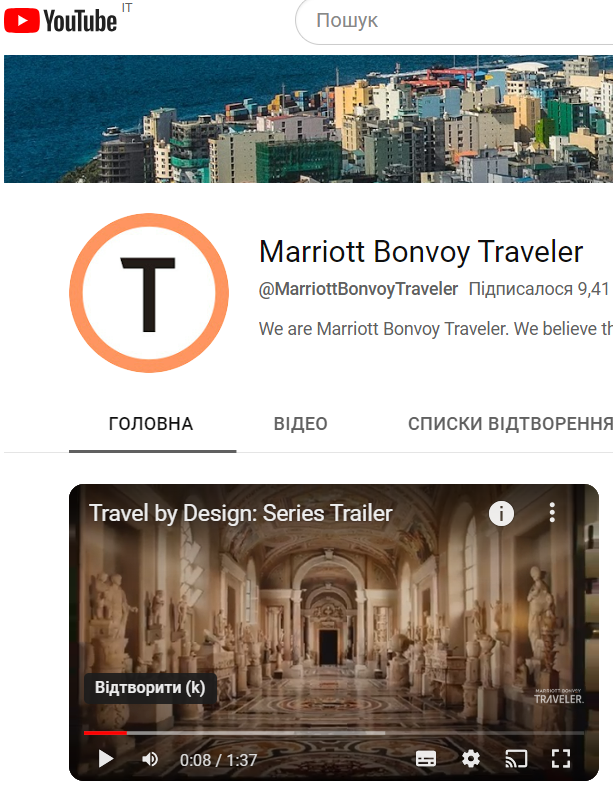 YouTube IT
Пошук
T
Marriott Bonvoy Traveler
@MarriottBonvoyTraveler Підписалося 9,41
We are Marriott Bonvoy Traveler. We believe th
ГОЛОВНА ВІДЕО СПИСКИ ВІДТВОРЕННЯ
Travel by Design: Series Trailer
Відтворити (k)
MARRIOTT BONVOY
TRAVELER.
0:08 / 1:37